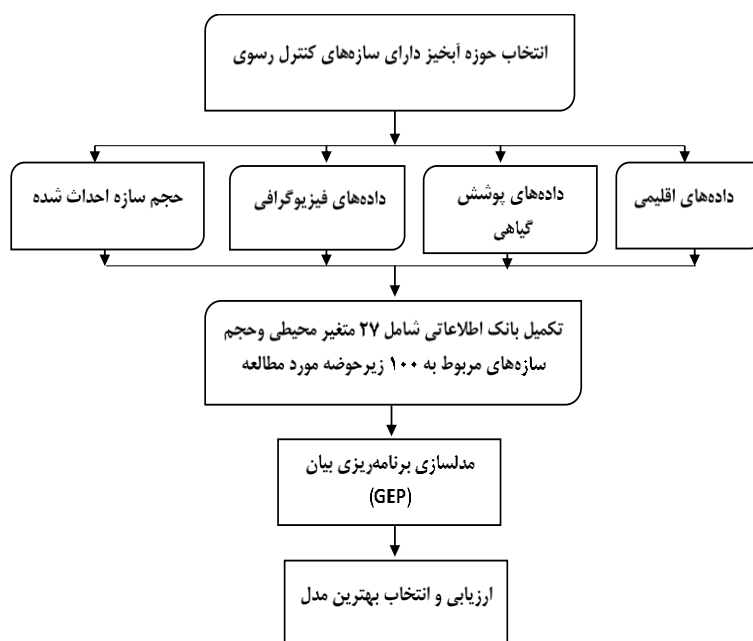 انتخاب حوزه آبخیز دارای سازه‌های کنترل رسوی
داده‌های اقلیمی
داده‌های پوشش
گیاهی
داده‌های فیزیوگرافی
حجم سازه احداث شده
تکمیل بانک اطلاعاتی شامل ۲۷ متغیر محیطی وحجم
سازه‌های مربوط به ۱۰۰ زیرحوضه مورد مطالعه
مدلسازی برنامه‌ریزی بیان
(GEP)
ارزیابی و انتخاب بهترین مدل